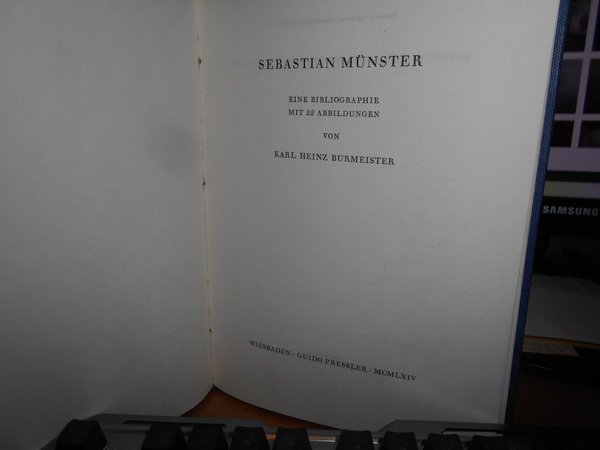 SEBASTIAN MÜNSTER
EINE BIBLIOGRAPHIE
MIT 22 ABBILDUNGEN
VON
KARL HEINZ BURMEISTER
WIESBADEN · GUIDO PRESSLER · MCMLXIV
SAMSUNG